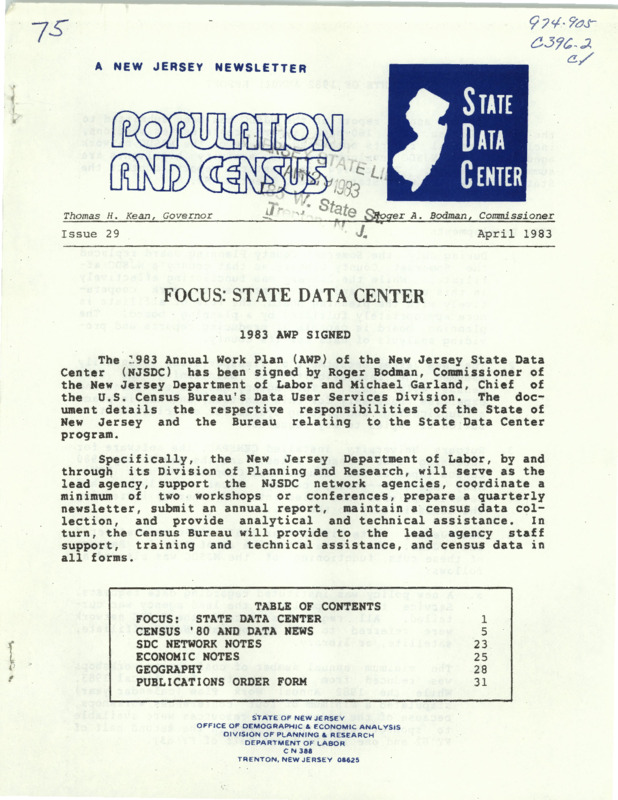 75
974.905
C396.2
c1
A NEW JERSEY NEWSLETTER
POPULATION
AND CENSUS
STATE
DATA
CENTER
JERSEY STATE LI
1983
185 W. State St.
Trenton, N. J.
Thomas H. Kean, Governor
Roger A. Bodman, Commissioner
Issue 29
April 1983
FOCUS: STATE DATA CENTER
1983 AWP SIGNED
The 1983 Annual Work Plan (AWP) of the New Jersey State Data
Center (NJSDC) has been signed by Roger Bodman, Commissioner of
the New Jersey Department of Labor and Michael Garland, Chief of
the U.S. Census Bureau's Data User Services Division. The doc-
ument details the respective responsibilities of the State of
New Jersey and the Bureau relating to the State Data Center
program.
Specifically, the New Jersey Department of Labor, by and
through its Division of Planning and Research, will serve as the
lead agency, support the NJSDC network agencies, coordinate a
minimum of two workshops or conferences, prepare a quarterly
newsletter, submit an annual report, maintain a census data col-
lection, and provide analytical and technical assistance. In
turn, the Census Bureau will provide to the lead agency staff
support, training and technical assistance, and census data in
all forms.
TABLE OF CONTENTS
FOCUS: STATE DATA CENTER 1
CENSUS '80 AND DATA NEWS 5
SDC NETWORK NOTES 23
ECONOMIC NOTES 25
GEOGRAPHY 28
PUBLICATIONS ORDER FORM 31
STATE OF NEW JERSEY
OFFICE OF DEMOGRAPHIC & ECONOMIC ANALYSIS
DIVISION OF PLANNING & RESEARCH
DEPARTMENT OF LABOR
CN 388
TRENTON, NEW JERSEY 08625